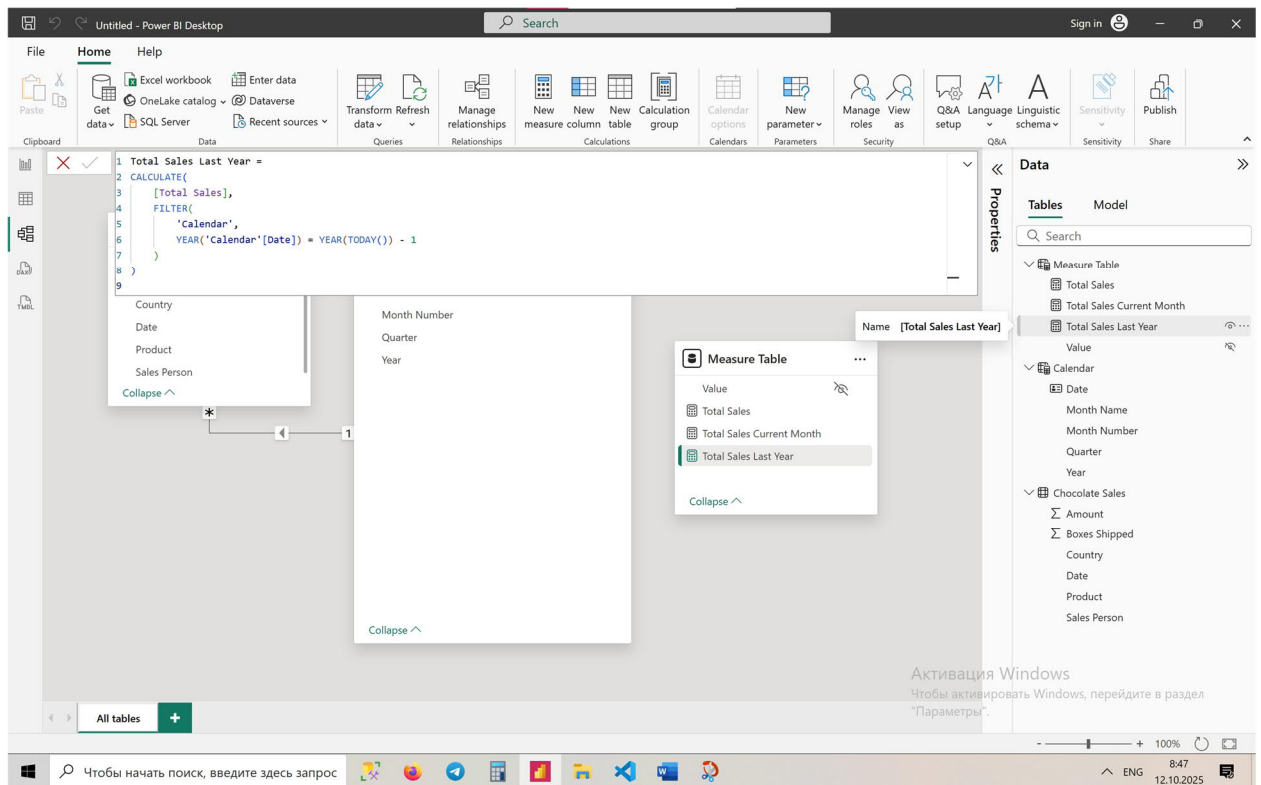 Untitled - Power BI Desktop
Search
Sign in
File
Home
Help
Paste
Get data
Excel workbook
OneLake catalog
SQL Server
Enter data
Dataverse
Recent sources
Transform data
Refresh
Manage relationships
New measure
New column
New table
Calculation group
Calendar options
New parameter
Manage roles
View as
Q&A setup
Language
Linguistic schema
Sensitivity
Publish
Clipboard
Data
Queries
Relationships
Calculations
Calendars
Parameters
Security
Q&A
Sensitivity
Share
1 Total Sales Last Year =
2 CALCULATE(
3 [Total Sales],
4 FILTER(
5 'Calendar',
6 YEAR('Calendar'[Date]) = YEAR(TODAY()) - 1
7 )
8 )
9
DAX
TMDL
Country
Date
Product
Sales Person
Collapse
*
1
Month Number
Quarter
Year
Collapse
Measure Table
Value
Total Sales
Total Sales Current Month
Total Sales Last Year
Collapse
Name [Total Sales Last Year]
Properties
Data
Tables
Model
Search
Measure Table
Total Sales
Total Sales Current Month
Total Sales Last Year
Value
Calendar
Date
Month Name
Month Number
Quarter
Year
Chocolate Sales
Amount
Boxes Shipped
Country
Date
Product
Sales Person
Активация Windows
Чтобы активировать Windows, перейдите в раздел
"Параметры".
All tables
+
- + 100%
Чтобы начать поиск, введите здесь запрос
ENG
8:47
12.10.2025